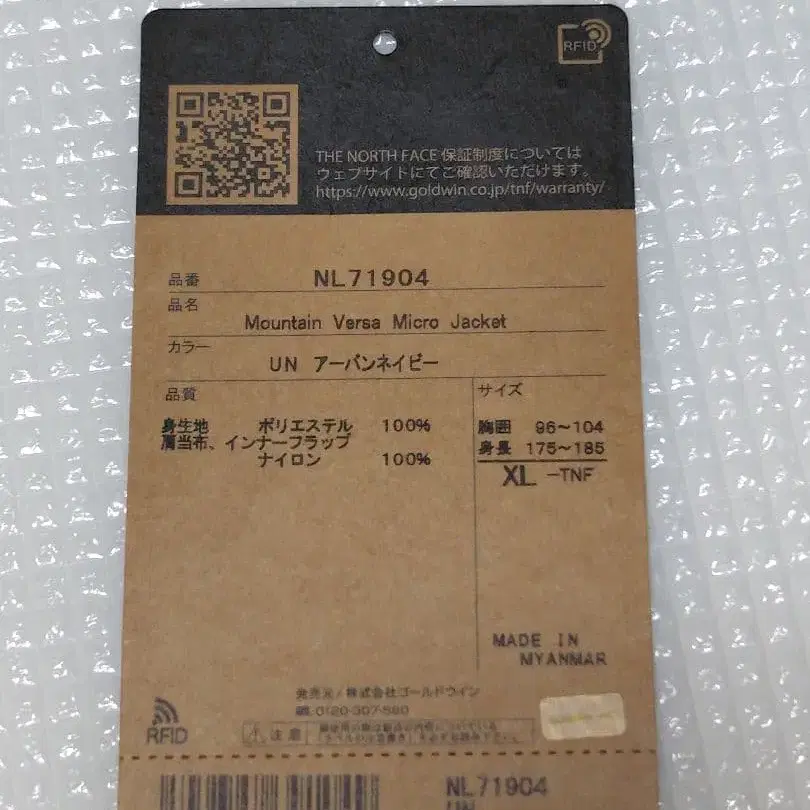 RFID
THE NORTH FACE 保証制度については
ウェブサイトにてご確認いただけます。
https://www.goldwin.co.jp/tnf/warranty/
品番 NL71904
品名
Mountain Versa Micro Jacket
カラー
UN アーバンネイビー
品質
身生地 ポリエステル 100%
肩当布、インナーフラップ
ナイロン 100%
サイズ
胸囲 96~104
身長 175~185
XL -TNF
MADE IN
MYANMAR
発売元/株式会社ゴールドウイン
0120-307-560
RFID
注意
NL71904
UN